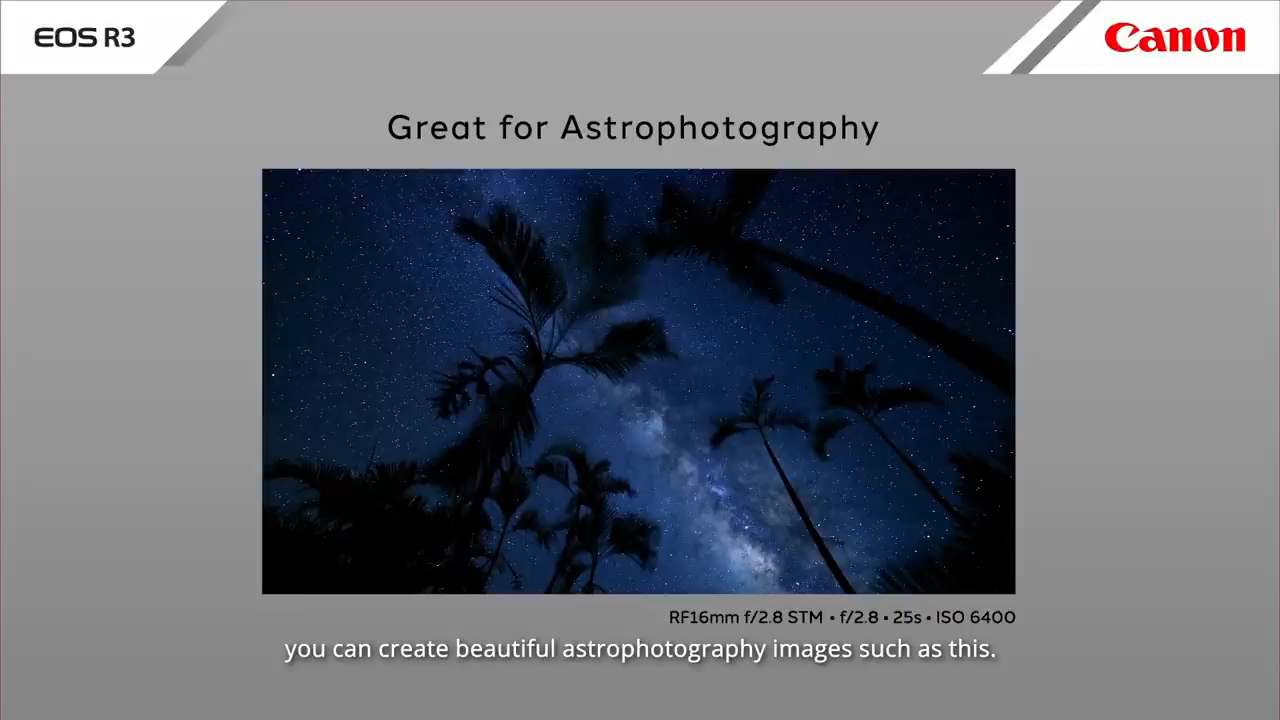 EOS R3
Canon
Great for Astrophotography
RF16mm f/2.8 STM • f/2.8 • 25s • ISO 6400
you can create beautiful astrophotography images such as this.